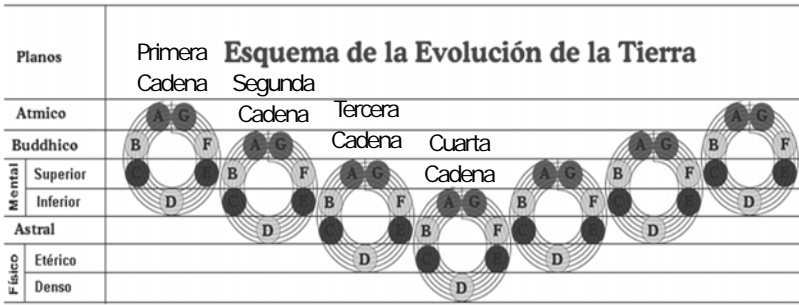 Planos
Esquema de la Evolución de la Tierra
Primera
Cadena
Segunda
Cadena
Tercera
Cadena
Cuarta
Cadena
Atmico
Buddhico
Mental
Superior
Inferior
Astral
Físico
Etérico
Denso
A G
B F
C E
D
A G
B F
C E
D
A G
B F
C E
D
A G
B F
C E
D
A G
B F
C E
D
A G
B F
C E
D
A G
B F
C E
D